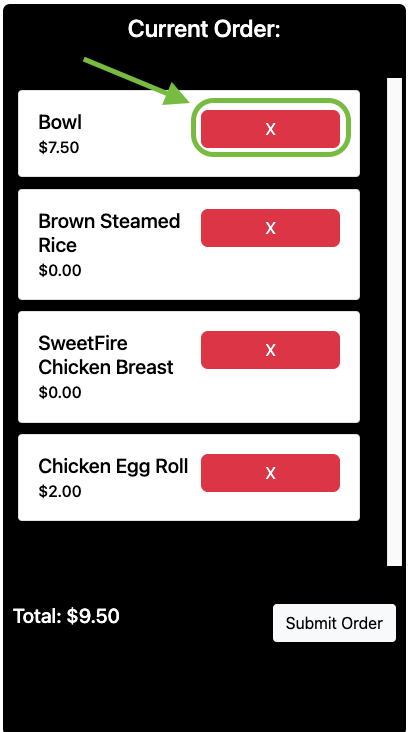 Current Order:
Bowl
X
$7.50
Brown Steamed
Rice
X
$0.00
SweetFire
Chicken Breast
X
$0.00
Chicken Egg Roll
X
$2.00
Total: $9.50
Submit Order